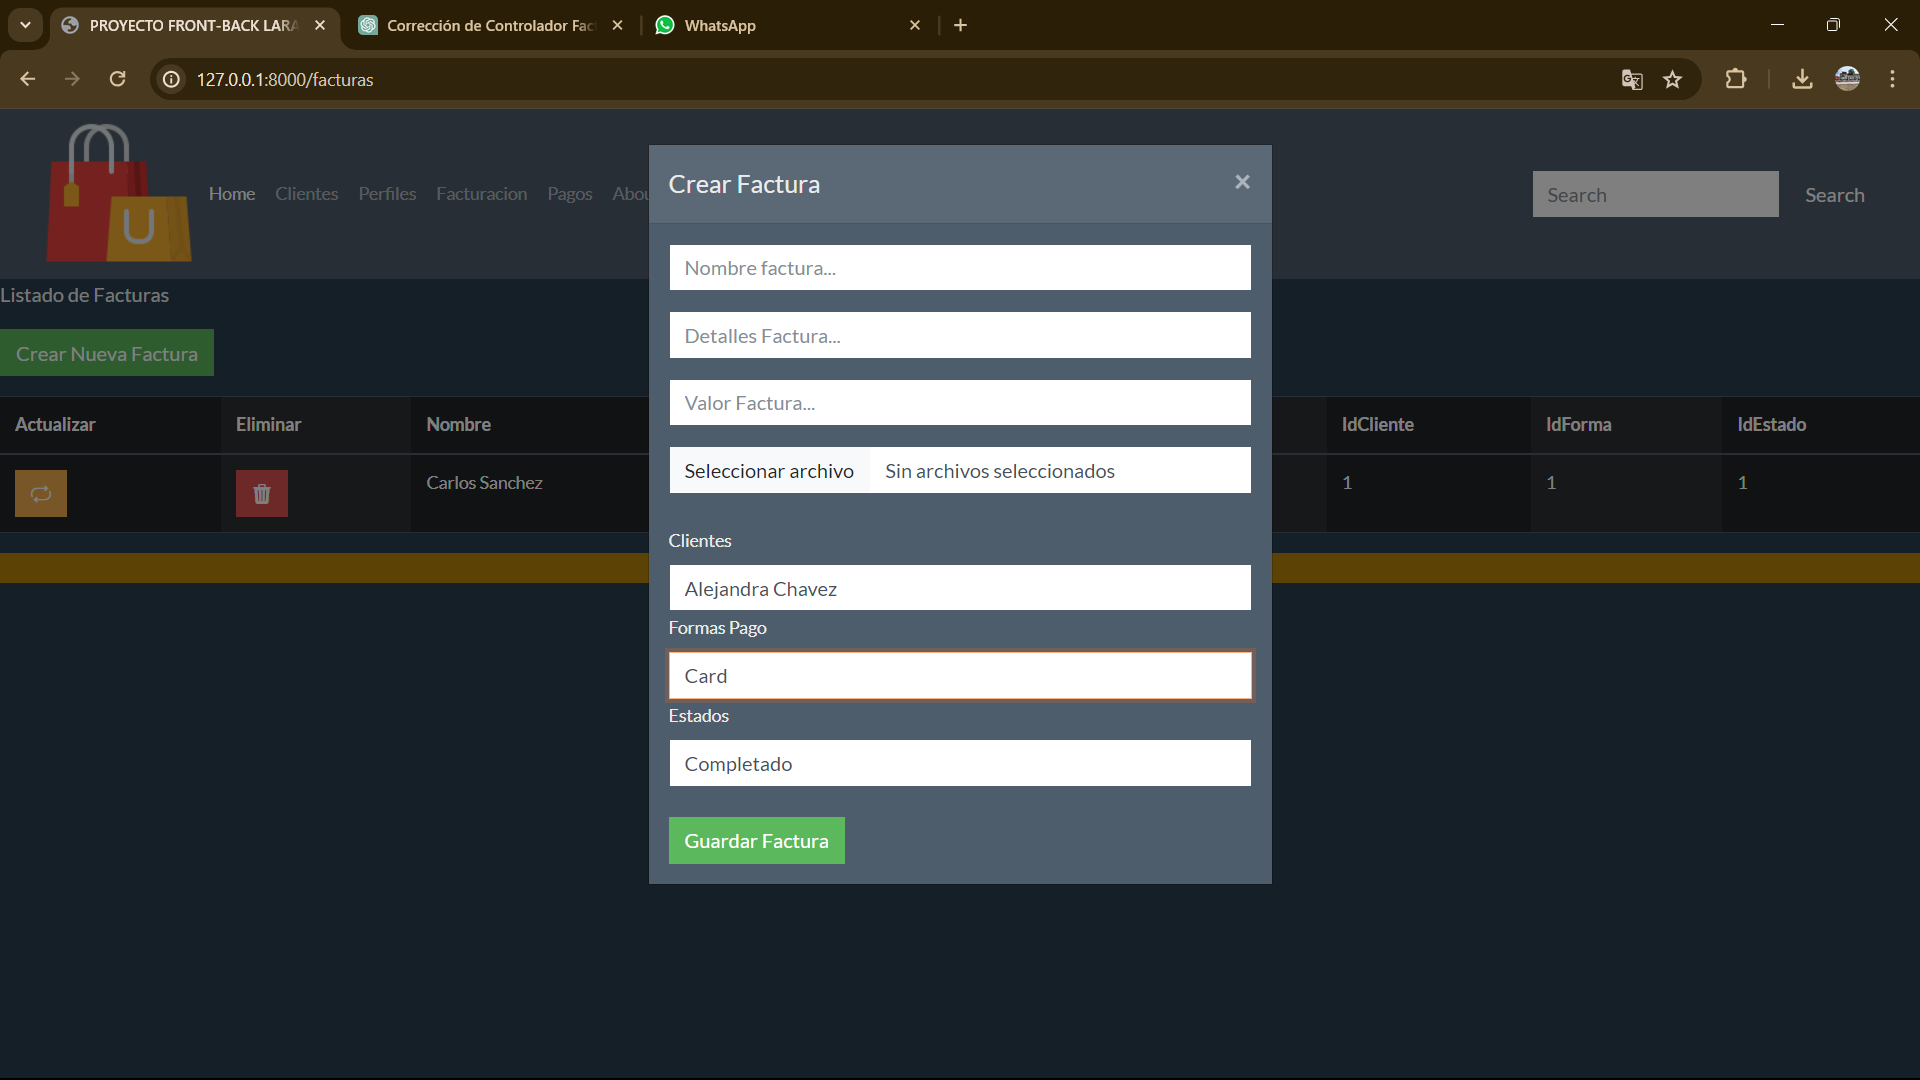 PROYECTO FRONT-BACK LARA
Corrección de Controlador Fac
WhatsApp
127.0.0.1:8000/facturas
U
Home Clientes Perfiles Facturacion Pagos Abou
Search Search
Listado de Facturas
Crear Nueva Factura
Actualizar Eliminar Nombre IdCliente IdForma IdEstado
Carlos Sanchez 1 1 1
Crear Factura ×
Nombre factura...
Detalles Factura...
Valor Factura...
Seleccionar archivo Sin archivos seleccionados
Clientes
Alejandra Chavez
Formas Pago
Card
Estados
Completado
Guardar Factura